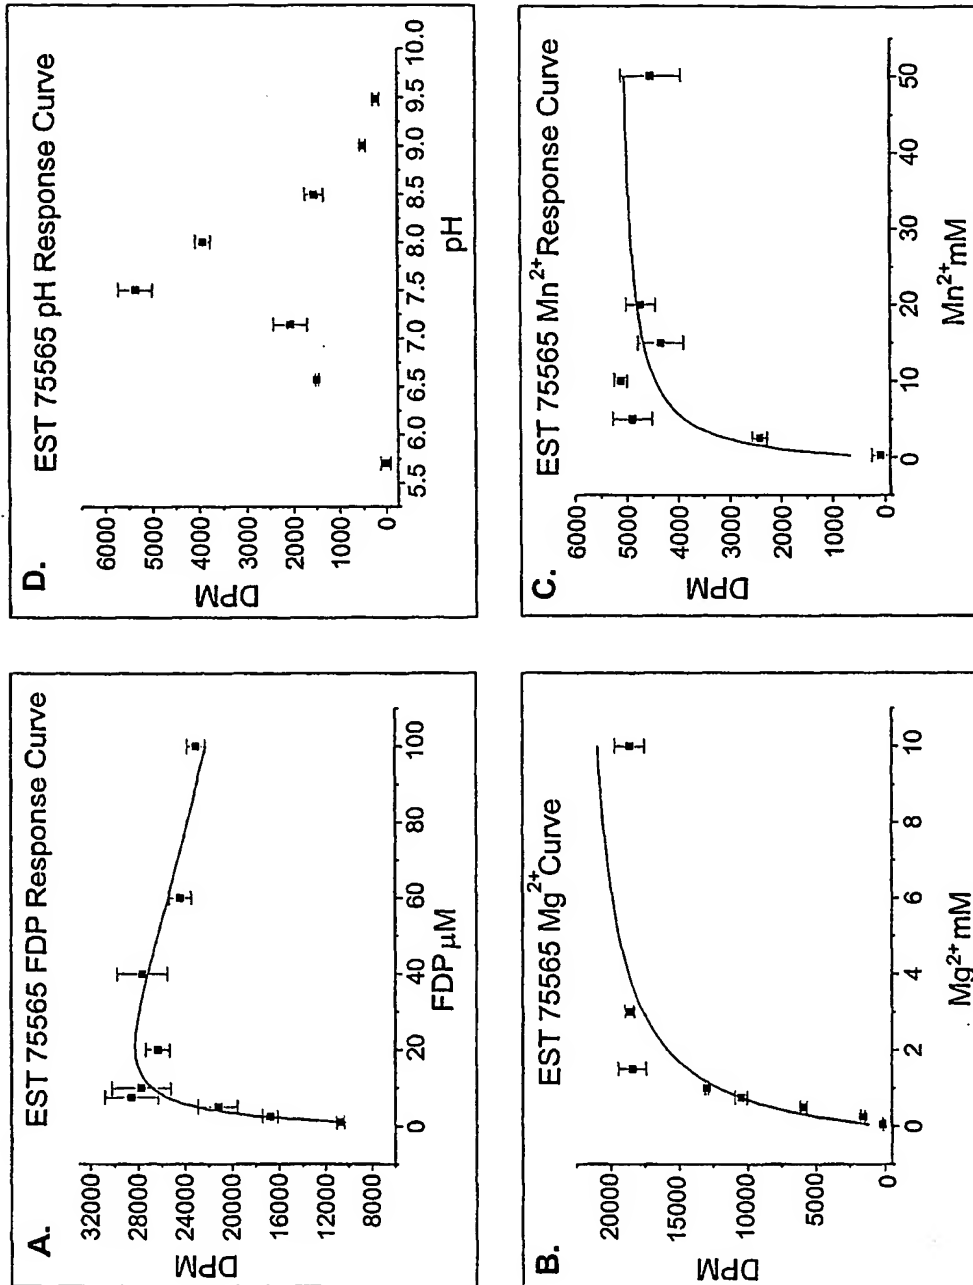 A.
EST 75565 FDP Response Curve
DPM
32000
28000
24000
20000
16000
12000
8000
0 20 40 60 80 100
FDP µM
B.
EST 75565 Mg2+ Curve
DPM
20000
15000
10000
5000
0
0 2 4 6 8 10
Mg2+ mM
C.
EST 75565 Mn2+ Response Curve
DPM
6000
5000
4000
3000
2000
1000
0
0 10 20 30 40 50
Mn2+ mM
D.
EST 75565 pH Response Curve
DPM
6000
5000
4000
3000
2000
1000
0
5.5 6.0 6.5 7.0 7.5 8.0 8.5 9.0 9.5 10.0
pH